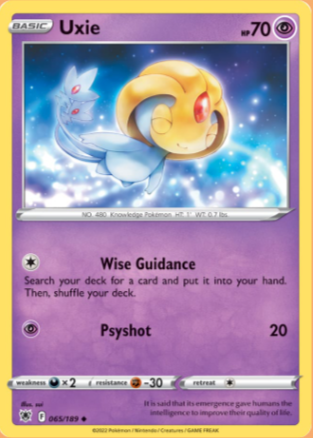 BASIC
Uxie
HP 70
NO. 480 Knowledge Pokémon HT: 1' WT: 0.7 lbs.
Wise Guidance
Search your deck for a card and put it into your hand.
Then, shuffle your deck.
Psyshot 20
weakness ×2 resistance -30 retreat
F 065/189
It is said that its emergence gave humans the
intelligence to improve their quality of life.
©2022 Pokémon / Nintendo / Creatures / GAME FREAK